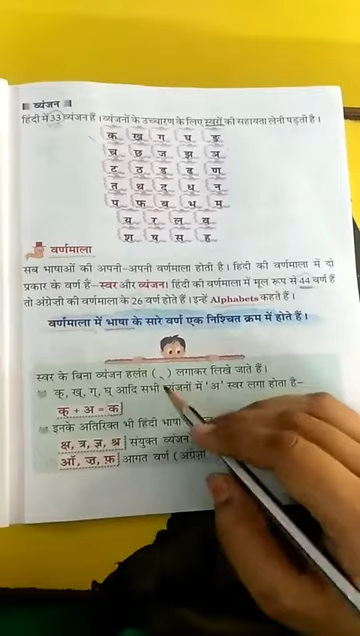 व्यंजन
हिंदी में 33 व्यंजन हैं। व्यंजनों के उच्चारण के लिए स्वरों की सहायता लेनी पड़ती है।
क ख ग घ ङ
च छ ज झ ञ
ट ठ ड ढ ण
त थ द ध न
प फ ब भ म
य र ल व
श ष स ह
वर्णमाला
सब भाषाओं की अपनी-अपनी वर्णमाला होती है। हिंदी की वर्णमाला में दो
प्रकार के वर्ण हैं–स्वर और व्यंजन। हिंदी की वर्णमाला में मूल रूप से 44 वर्ण हैं
तो अंग्रेज़ी की वर्णमाला के 26 वर्ण होते हैं। इन्हें Alphabets कहते हैं।
वर्णमाला में भाषा के सारे वर्ण एक निश्चित क्रम में होते हैं।
स्वर के बिना व्यंजन हलंत (्) लगाकर लिखे जाते हैं।
क्, ख्, ग्, घ् आदि सभी व्यंजनों में 'अ' स्वर लगा होता है–
क् + अ = क
इनके अतिरिक्त भी हिंदी भाषा
क्ष, त्र, ज्ञ, श्र संयुक्त व्यंजन
आगत वर्ण (अंग्रेज़ी